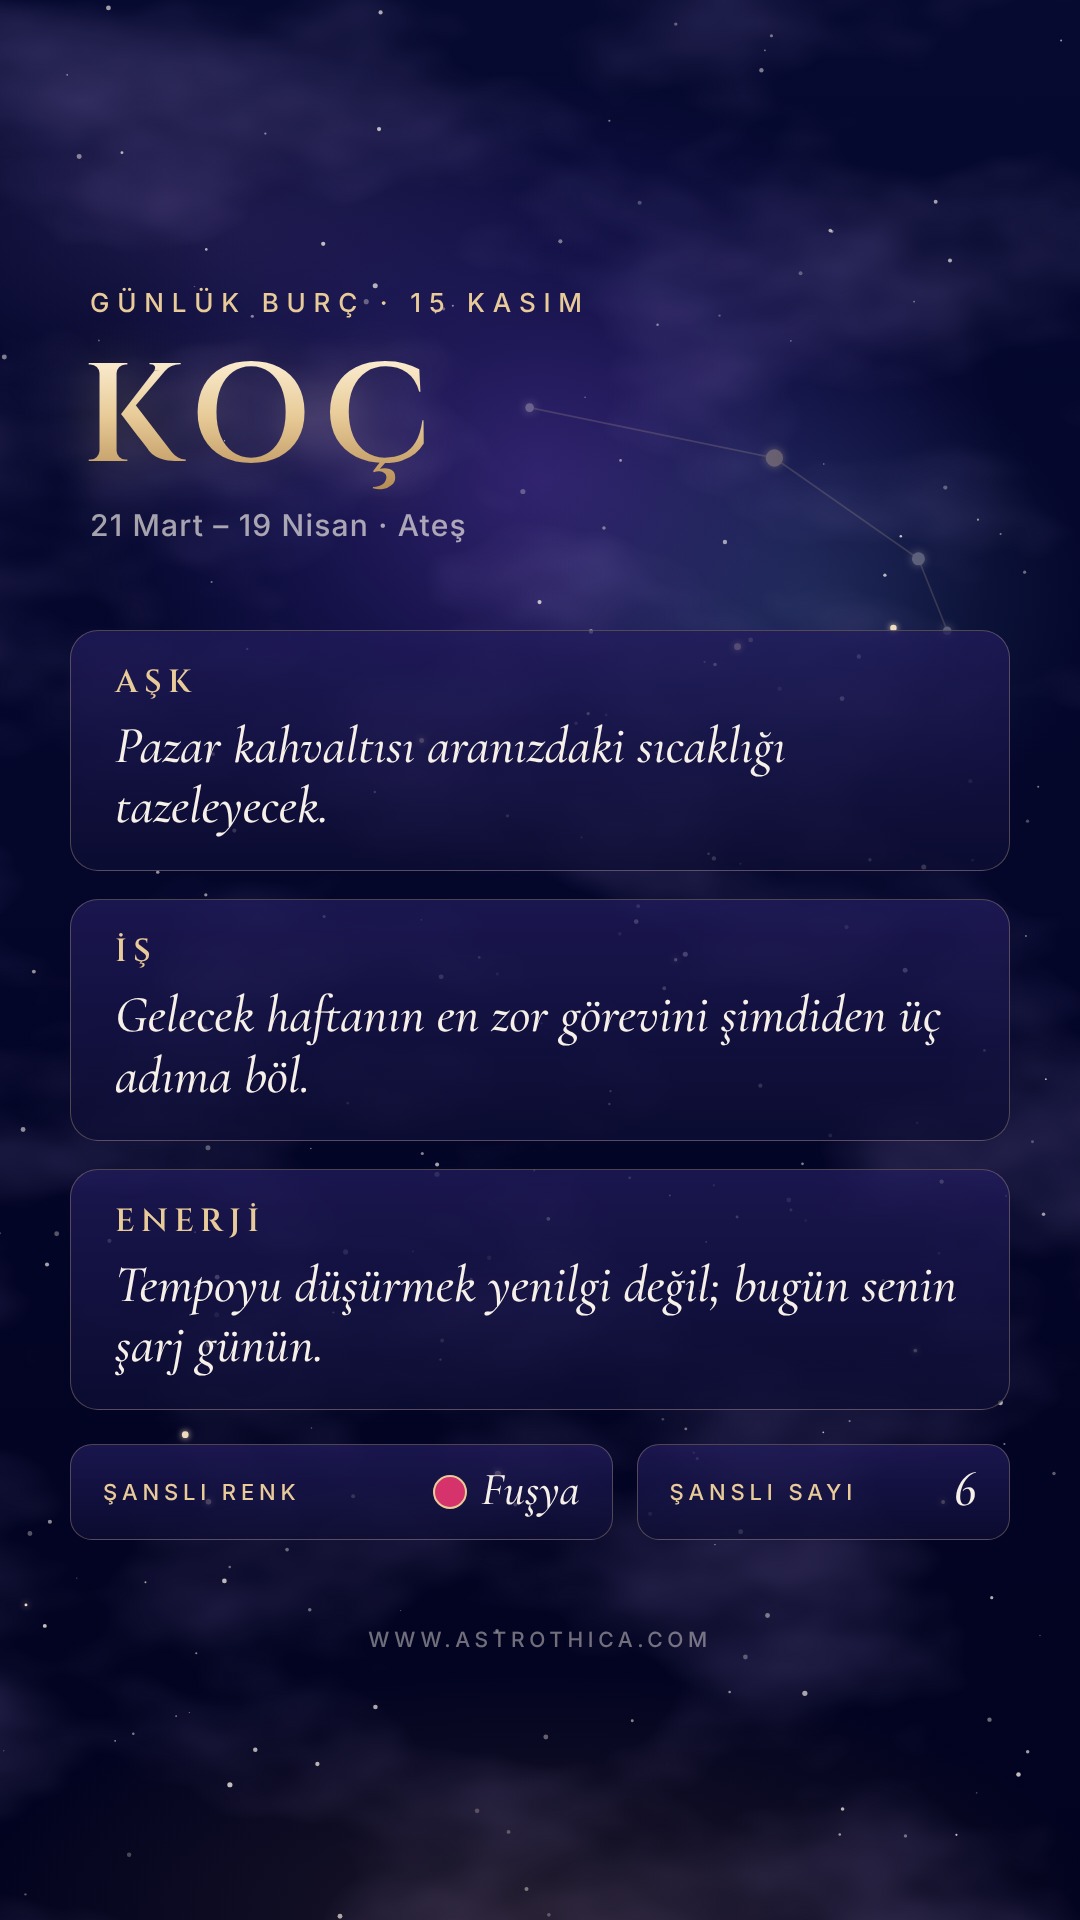 GÜNLÜK BURÇ · 15 KASIM
KOÇ
21 Mart – 19 Nisan · Ateş
AŞK
Pazar kahvaltısı aranızdaki sıcaklığı
tazeleyecek.
İŞ
Gelecek haftanın en zor görevini şimdiden üç
adıma böl.
ENERJİ
Tempoyu düşürmek yenilgi değil; bugün senin
şarj günün.
ŞANSLI RENK
Fuşya
ŞANSLI SAYI
6
WWW.ASTROTHICA.COM